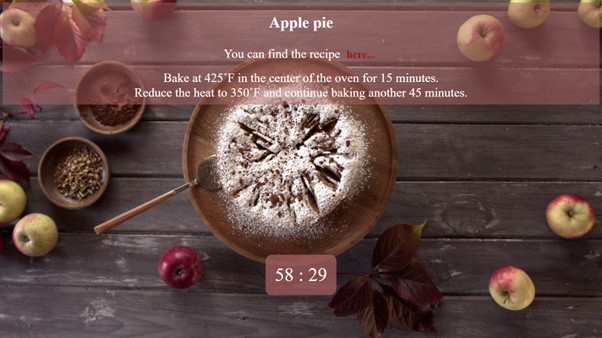 Apple pie
You can find the recipe here...
Bake at 425˚F in the center of the oven for 15 minutes.
Reduce the heat to 350˚F and continue baking another 45 minutes.
58 : 29